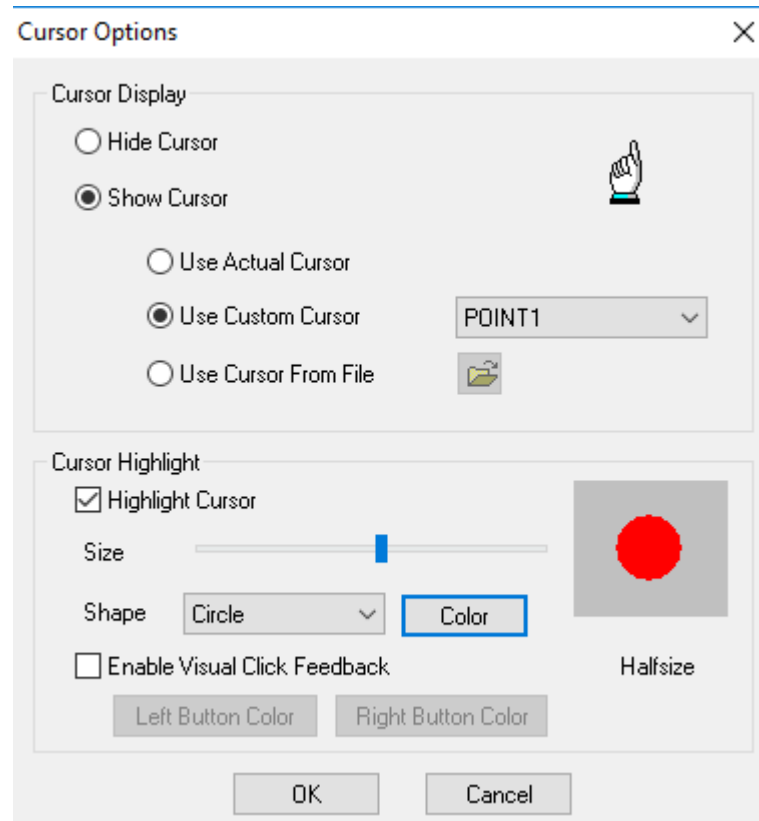 Cursor Options
Cursor Display
Hide Cursor
Show Cursor
Use Actual Cursor
Use Custom Cursor POINT1
Use Cursor From File
Cursor Highlight
Highlight Cursor
Size
Shape Circle Color
Enable Visual Click Feedback Halfsize
Left Button Color Right Button Color
OK Cancel